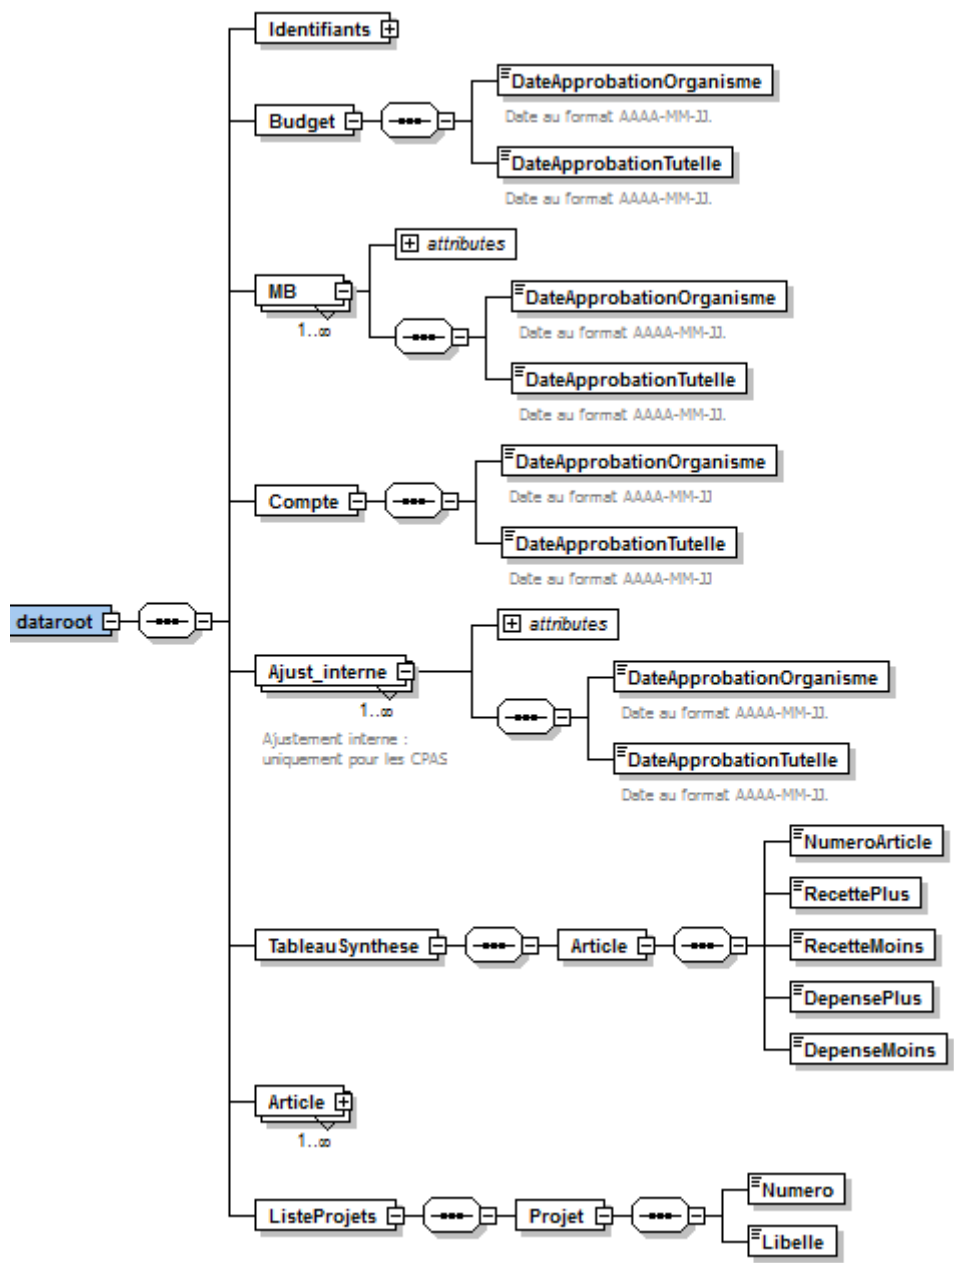 Identifiants
DateApprobationOrganisme
Date au format AAAA-MM-JJ.
Budget
DateApprobationTutelle
Date au format AAAA-MM-JJ.
attributes
MB
1..∞
DateApprobationOrganisme
Date au format AAAA-MM-JJ.
DateApprobationTutelle
Date au format AAAA-MM-JJ.
DateApprobationOrganisme
Date au format AAAA-MM-JJ
Compte
DateApprobationTutelle
Date au format AAAA-MM-JJ
dataroot
attributes
Ajust_interne
1..∞
Ajustement interne :
uniquement pour les CPAS
DateApprobationOrganisme
Date au format AAAA-MM-JJ.
DateApprobationTutelle
Date au format AAAA-MM-JJ.
TableauSynthese
Article
NumeroArticle
RecettePlus
RecetteMoins
DepensePlus
DepenseMoins
Article
1..∞
ListeProjets
Projet
Numero
Libelle